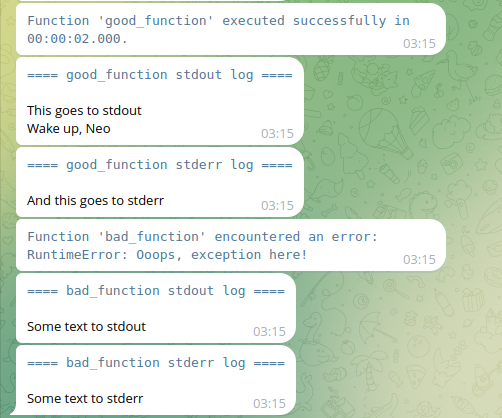 Function 'good_function' executed successfully in
00:00:02.000.
03:15
==== good_function stdout log ====
This goes to stdout
Wake up, Neo
03:15
==== good_function stderr log ====
And this goes to stderr
03:15
Function 'bad_function' encountered an error:
RuntimeError: Ooops, exception here!
03:15
==== bad_function stdout log ====
Some text to stdout
03:15
==== bad_function stderr log ====
Some text to stderr
03:15